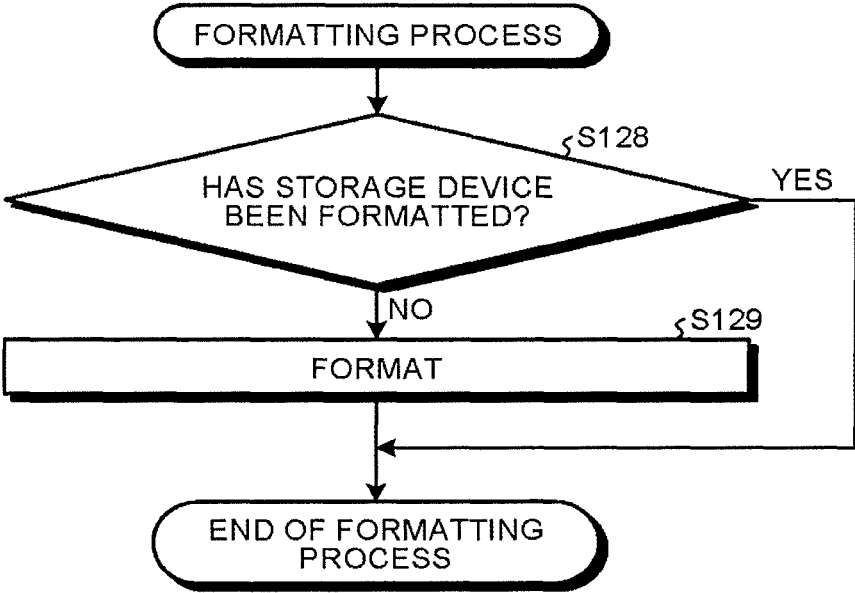 FORMATTING PROCESS
S128
HAS STORAGE DEVICE
BEEN FORMATTED?
YES
NO
S129
FORMAT
END OF FORMATTING
PROCESS